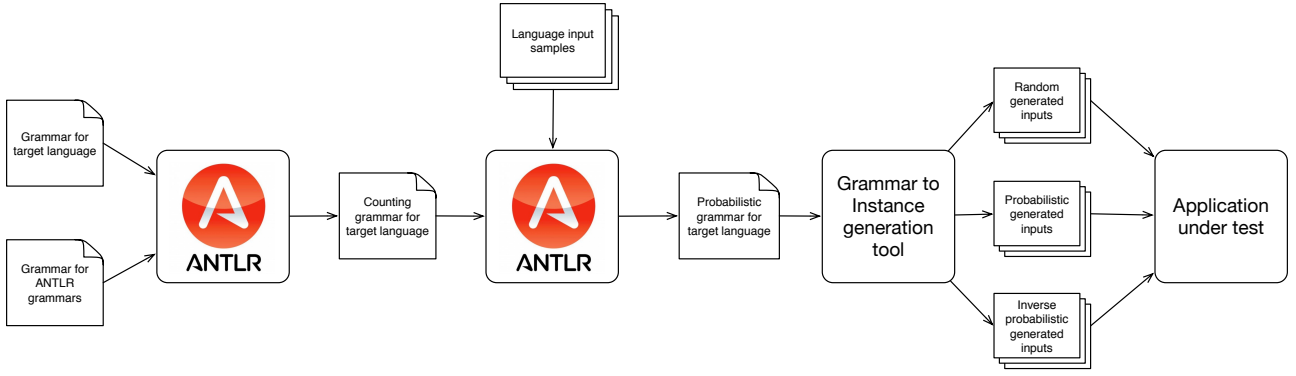 Language input
samples
Grammar for
target language
Grammar for
ANTLR
grammars
ANTLR
Counting
grammar for
target language
ANTLR
Probabilistic
grammar for
target language
Grammar to
Instance
generation
tool
Random
generated
inputs
Probabilistic
generated
inputs
Inverse
probabilistic
generated
inputs
Application
under test